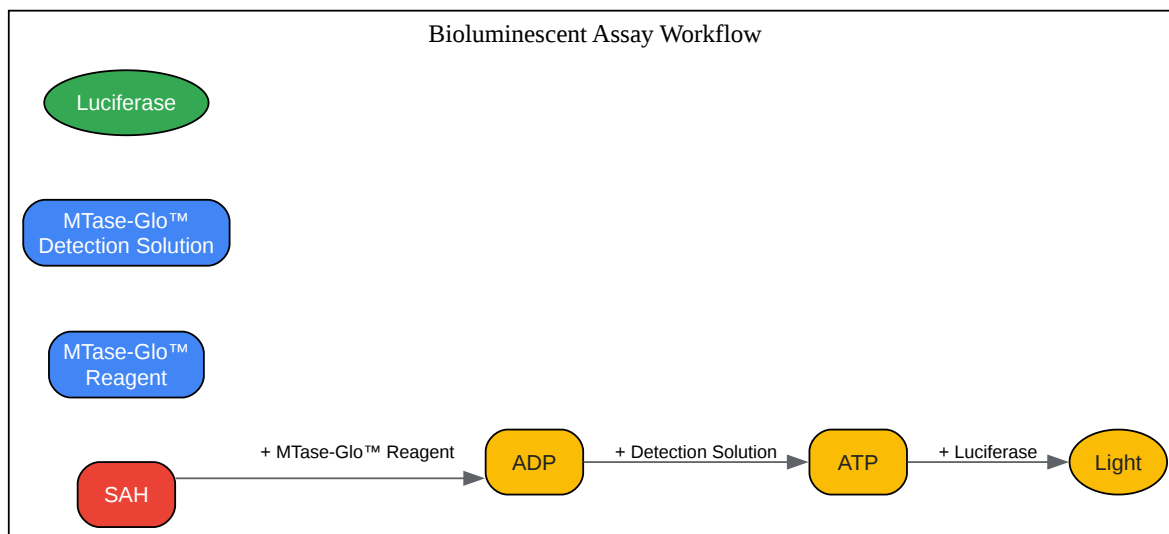 Bioluminescent Assay Workflow
Luciferase
MTase-Glo™
Detection Solution
MTase-Glo™
Reagent
SAH
+ MTase-Glo™ Reagent
ADP
+ Detection Solution
ATP
+ Luciferase
Light